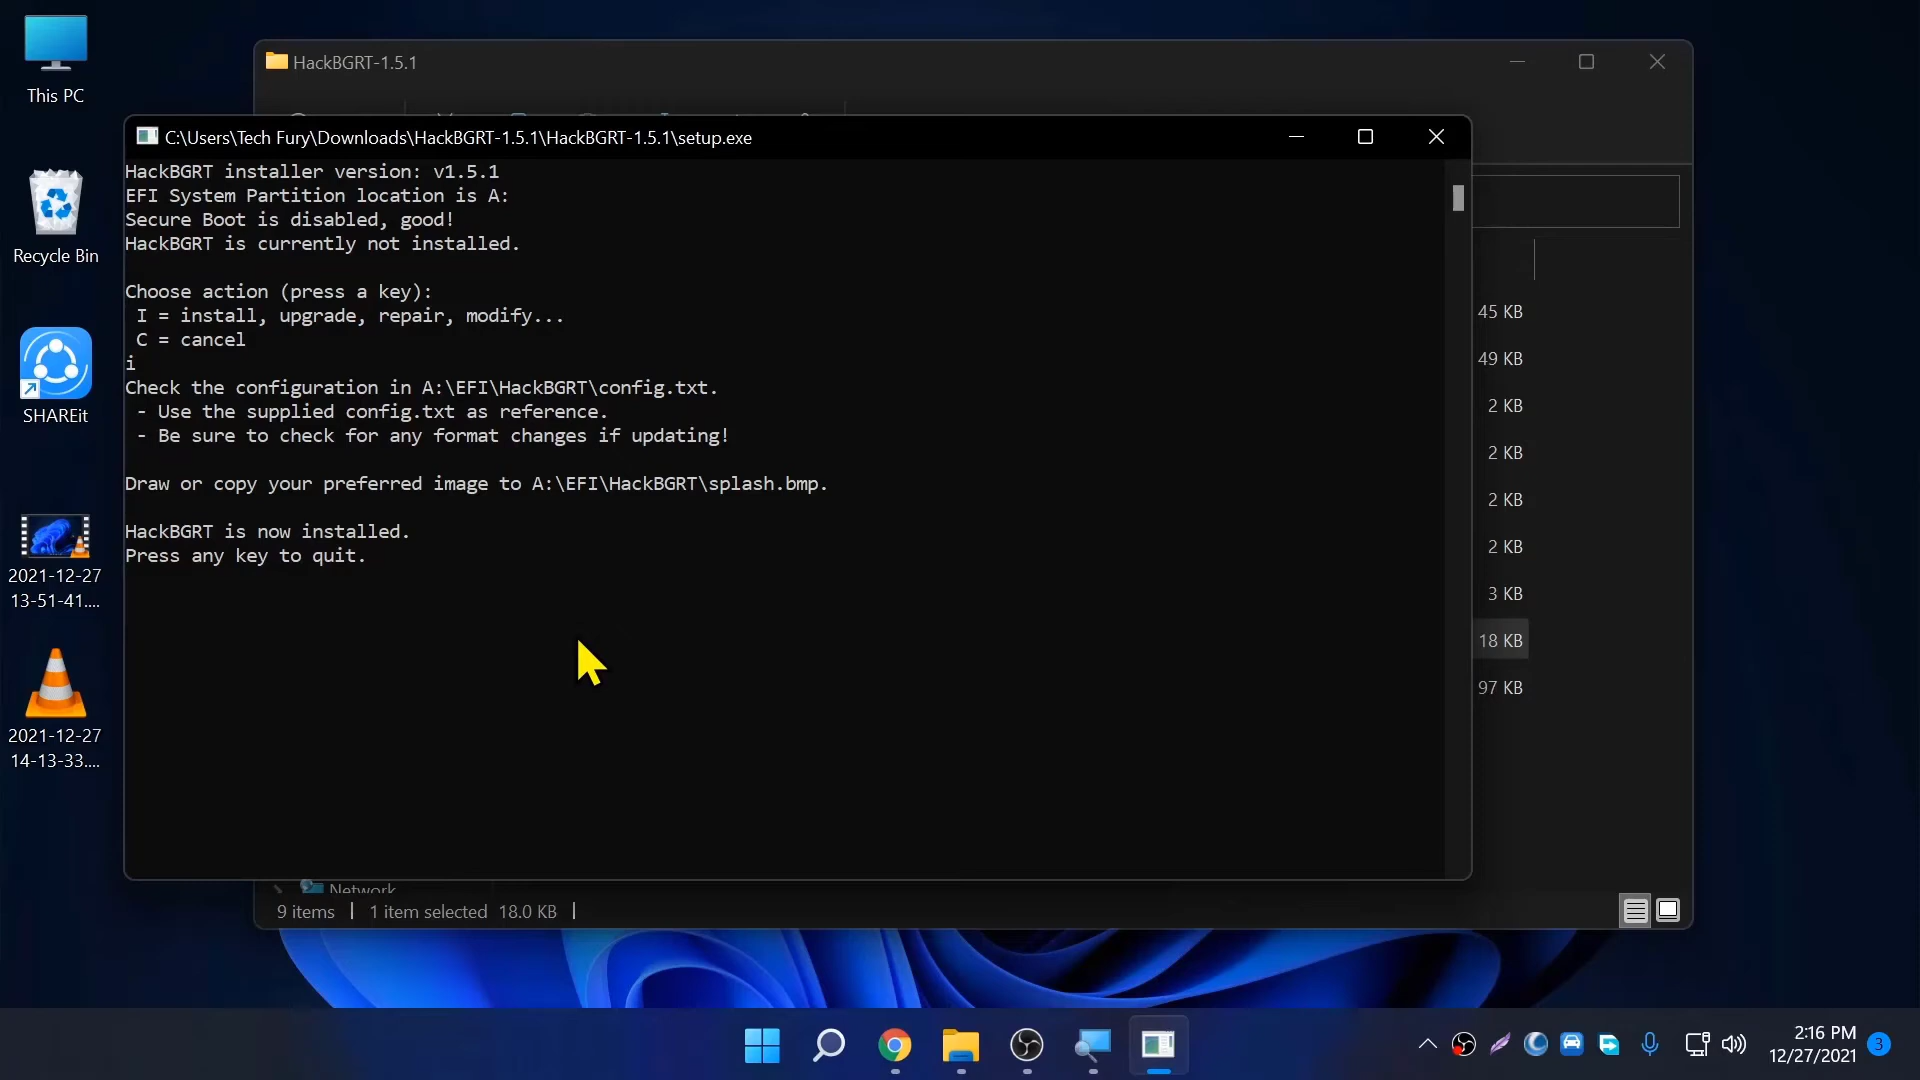 This PC
Recycle Bin
SHAREit
2021-12-27
13-51-41....
2021-12-27
14-13-33....
HackBGRT-1.5.1
C:\Users\Tech Fury\Downloads\HackBGRT-1.5.1\HackBGRT-1.5.1\setup.exe
HackBGRT installer version: v1.5.1
EFI System Partition location is A:
Secure Boot is disabled, good!
HackBGRT is currently not installed.
Choose action (press a key):
I = install, upgrade, repair, modify...
C = cancel
i
Check the configuration in A:\EFI\HackBGRT\config.txt.
- Use the supplied config.txt as reference.
- Be sure to check for any format changes if updating!
Draw or copy your preferred image to A:\EFI\HackBGRT\splash.bmp.
HackBGRT is now installed.
Press any key to quit.
45 KB
49 KB
2 KB
2 KB
2 KB
2 KB
3 KB
18 KB
97 KB
Network
9 items | 1 item selected 18.0 KB |
2:16 PM
12/27/2021
3